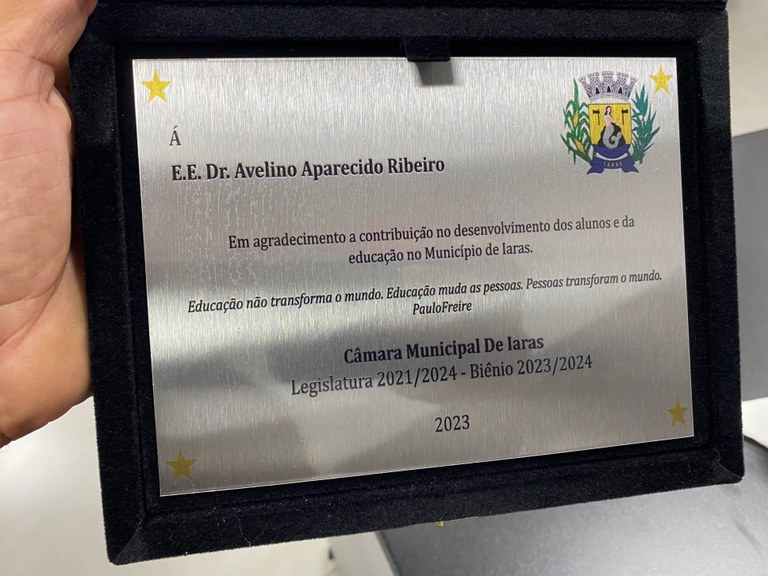 Á
E.E. Dr. Avelino Aparecido Ribeiro
Em agradecimento a contribuição no desenvolvimento dos alunos e da
educação no Município de Iaras.
Educação não transforma o mundo. Educação muda as pessoas. Pessoas transforam o mundo.
PauloFreire
Câmara Municipal De Iaras
Legislatura 2021/2024 - Biênio 2023/2024
2023